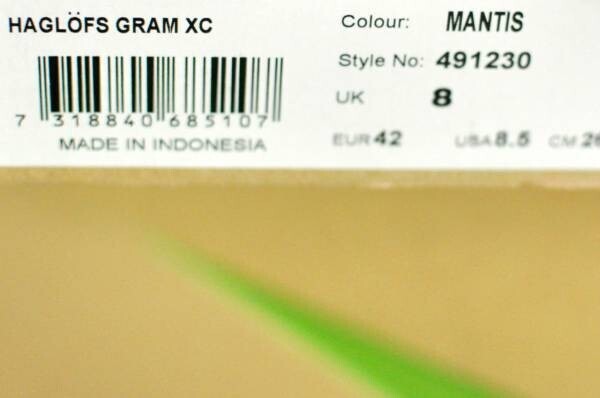 HAGLÖFS GRAM XC
7 318840 685107
MADE IN INDONESIA
Colour: MANTIS
Style No: 491230
UK 8
EUR 42 USA 8.5 CM